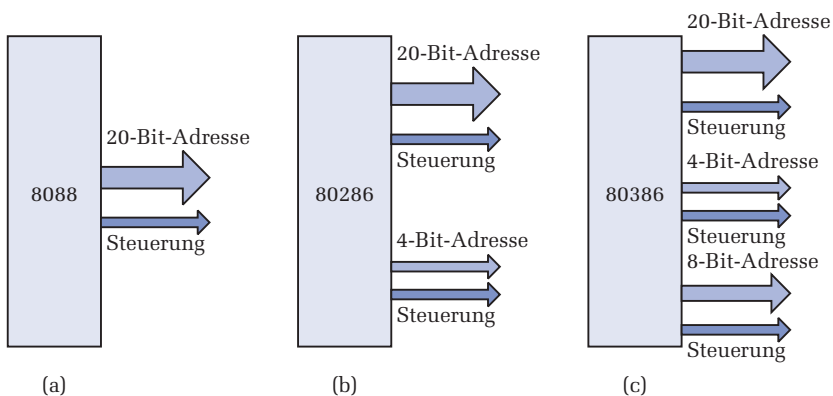 8088
20-Bit-Adresse
Steuerung
(a)
80286
20-Bit-Adresse
Steuerung
4-Bit-Adresse
Steuerung
(b)
80386
20-Bit-Adresse
Steuerung
4-Bit-Adresse
Steuerung
8-Bit-Adresse
Steuerung
(c)